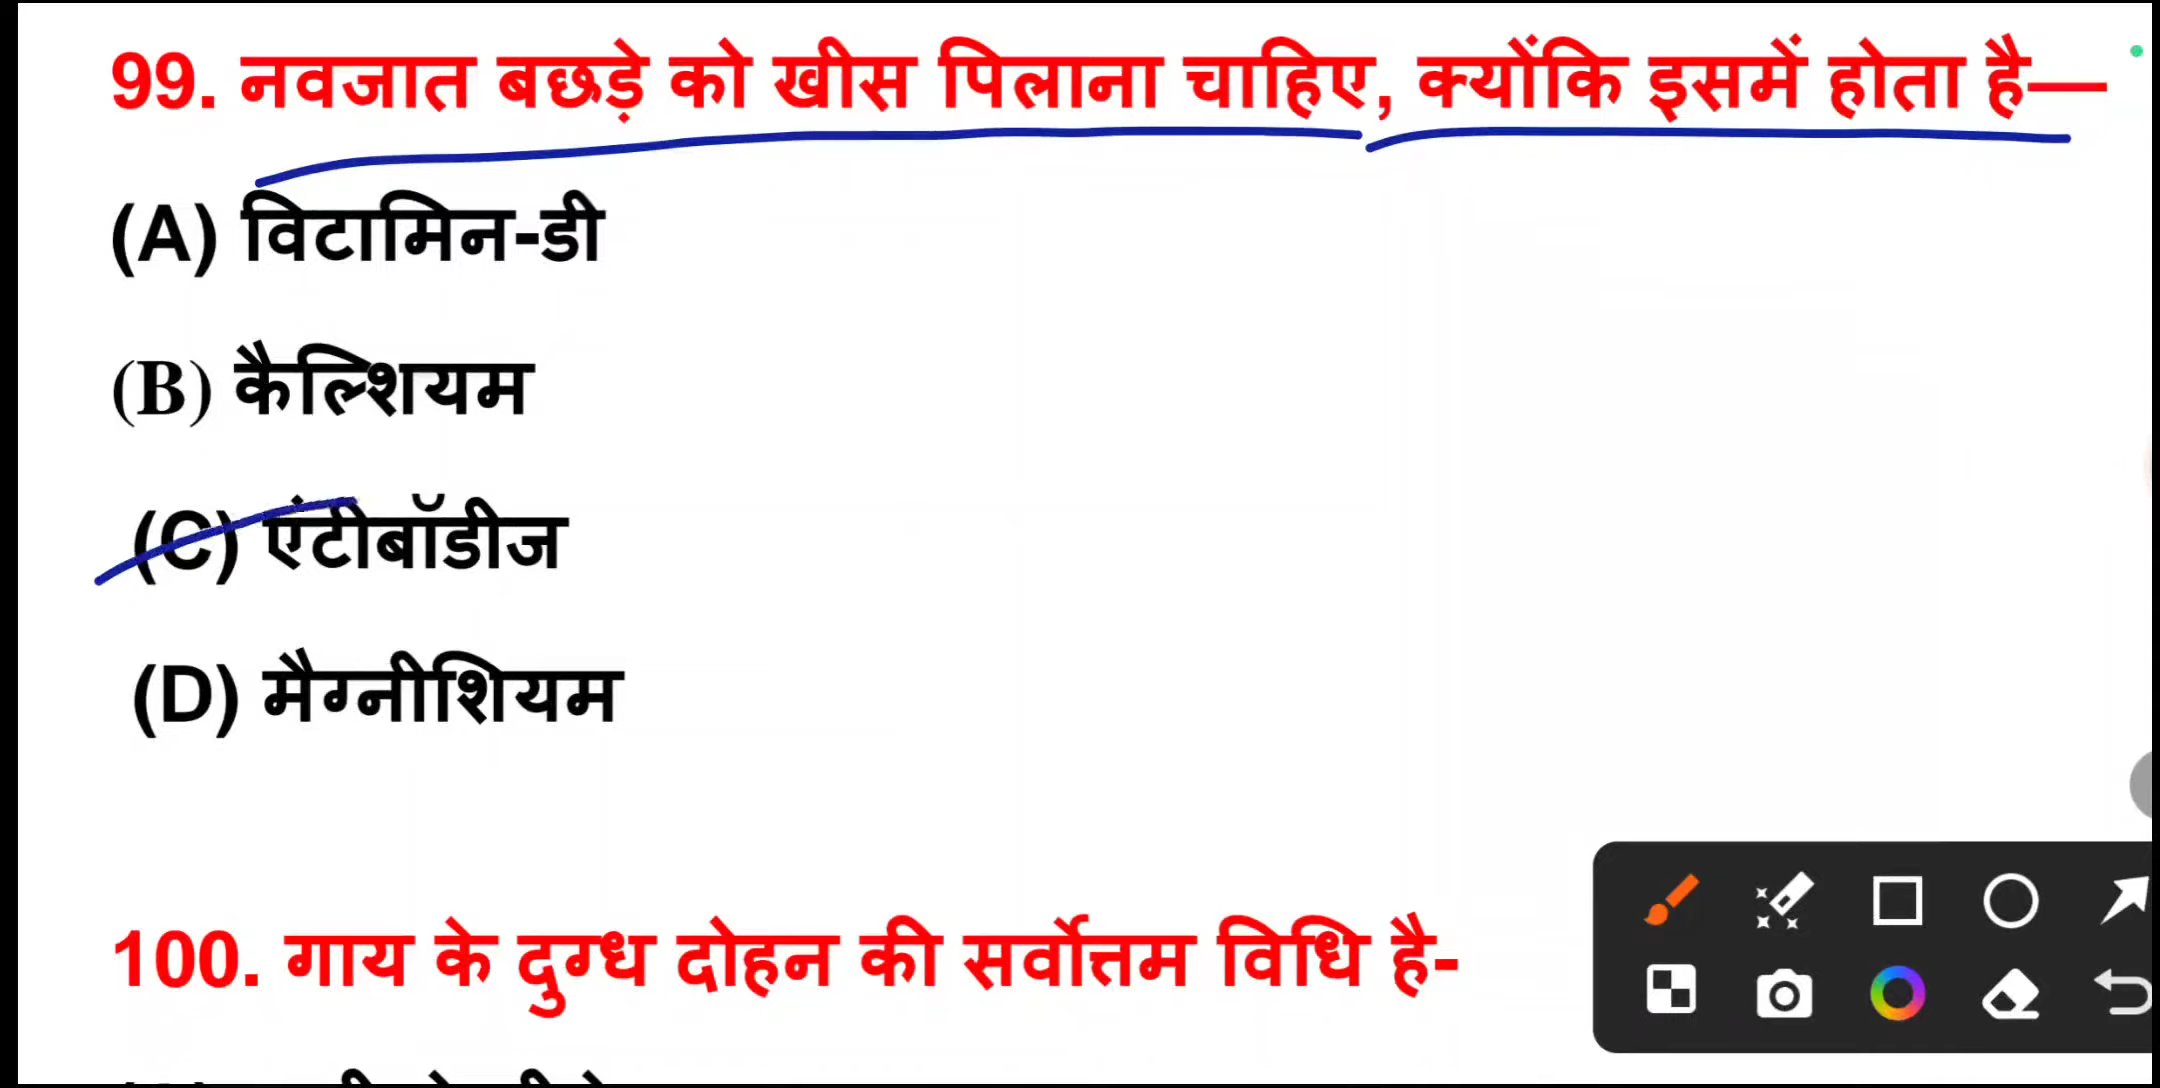 99. नवजात बछड़े को खीस पिलाना चाहिए, क्योंकि इसमें होता है—
(A) विटामिन-डी
(B) कैल्शियम
(C) एंटीबॉडीज
(D) मैग्नीशियम
100. गाय के दुग्ध दोहन की सर्वोत्तम विधि है-